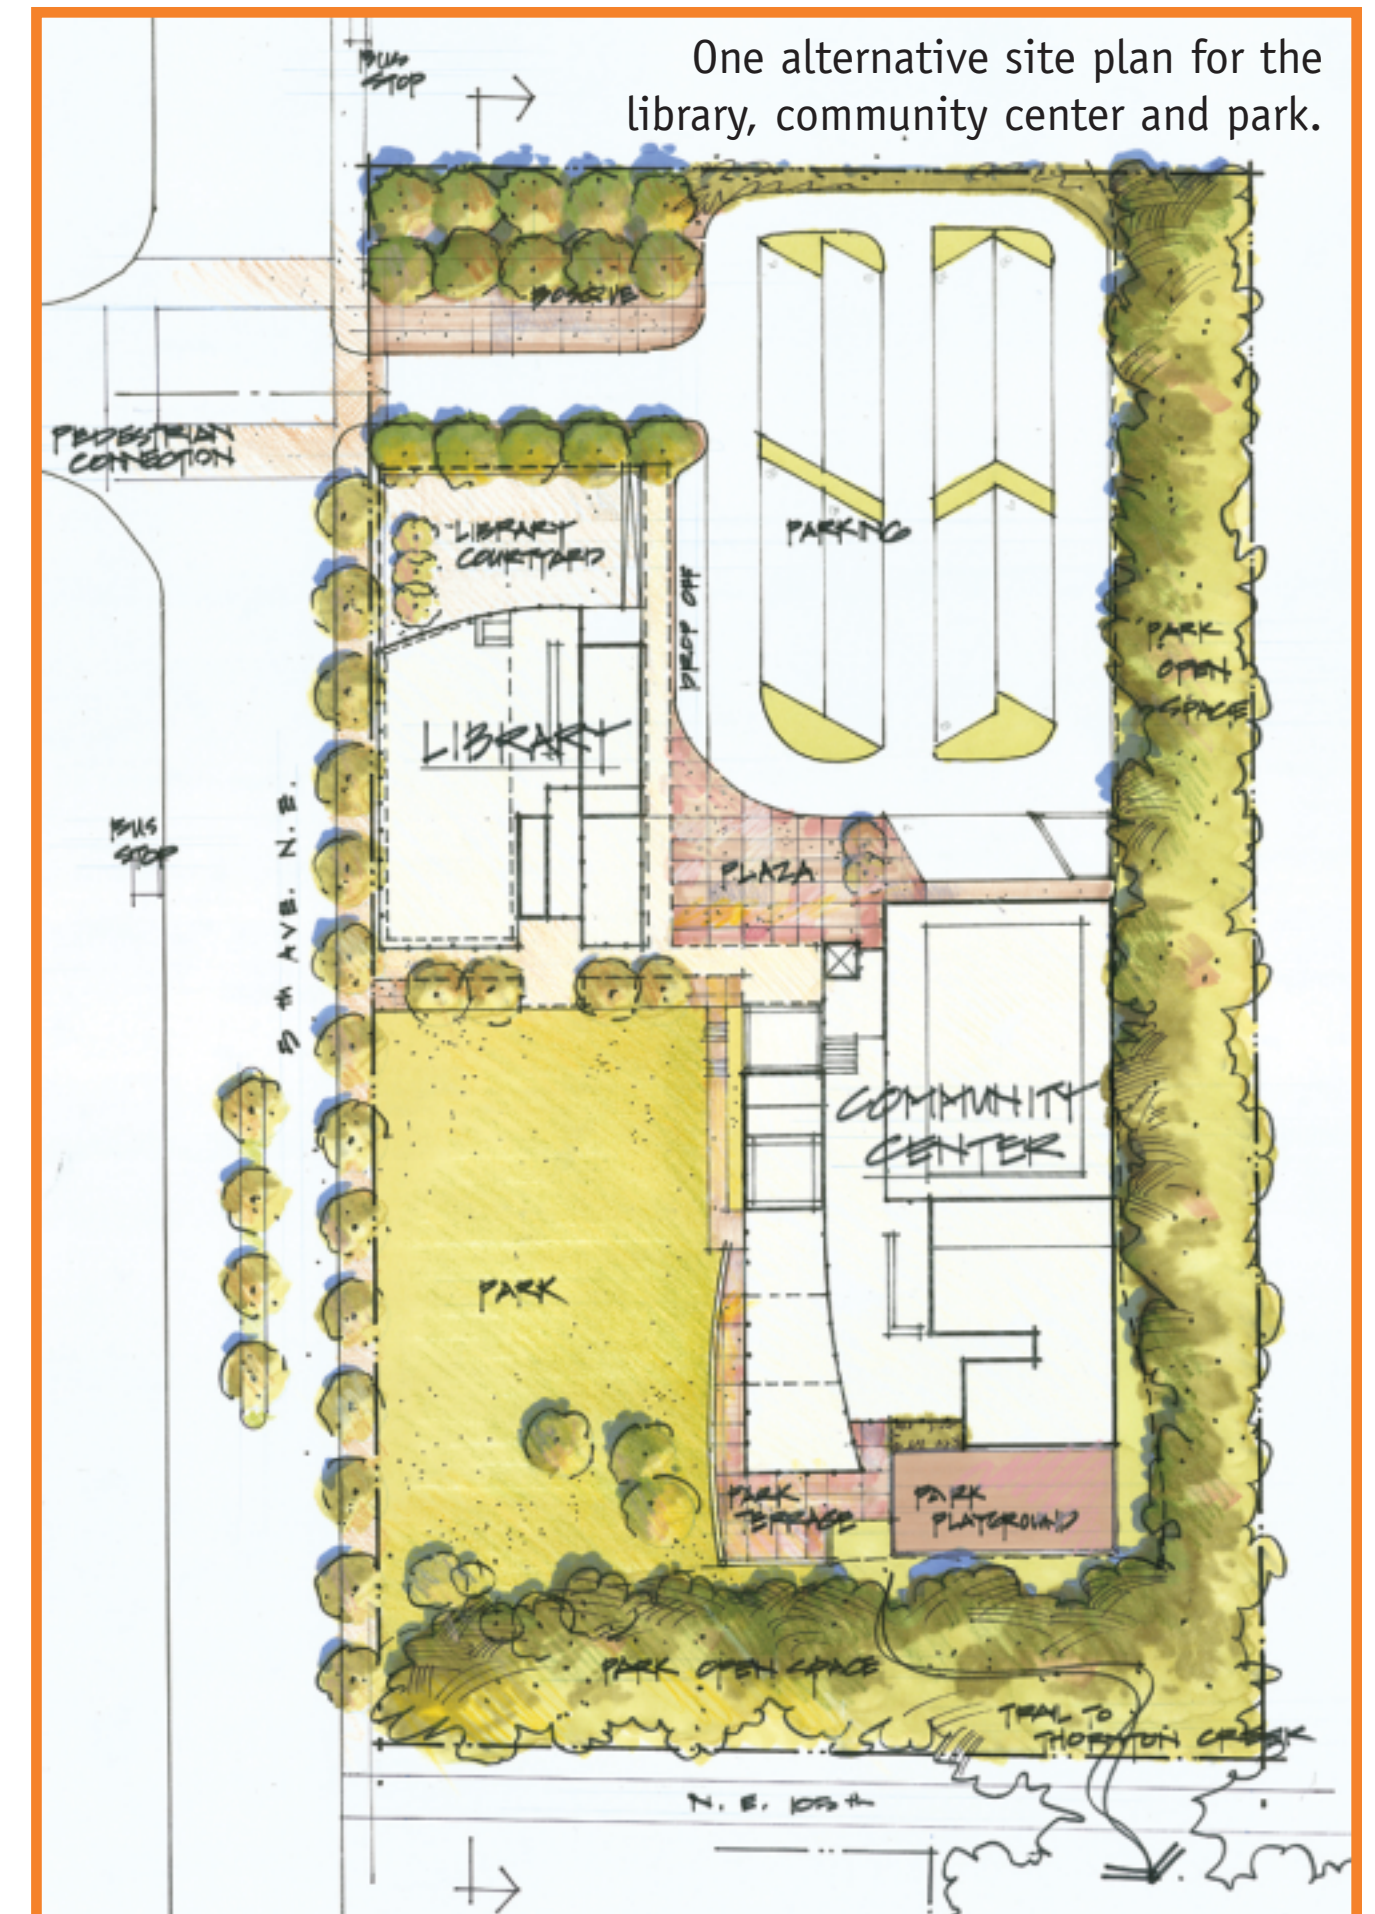 One alternative site plan for the
library, community center and park.
BUS
STOP
BOSERVE
PEDESTRIAN
CONNECTION
LIBRARY
COURTYARD
PARKING
DROP OFF
PARK
OPEN
SPACE
LIBRARY
5th AVE. N.E.
BUS
STOP
PLAZA
COMMUNITY
CENTER
PARK
PARK
TERRACE
PARK
PLAYGROUND
PARK OPEN SPACE
TRAIL TO
THORNTON CREEK
N.E. 105th